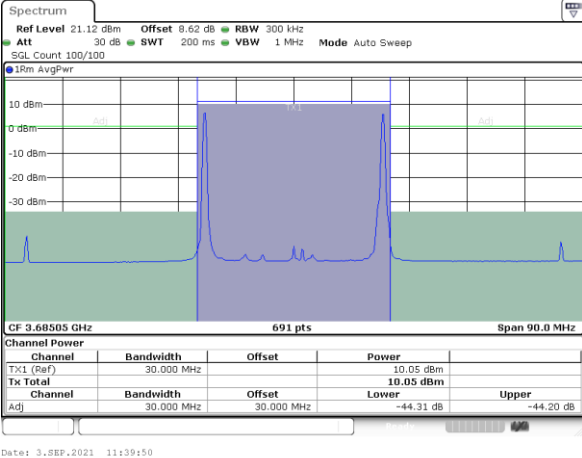 Spectrum
Ref Level 21.12 dBm Offset 8.62 dB RBW 300 kHz
Att 30 dB SWT 200 ms VBW 1 MHz Mode Auto Sweep
SGL Count 100/100
1Rm AvgPwr
10 dBm
TX1
Adj Adj
0 dBm
-10 dBm
-20 dBm
-30 dBm
CF 3.68505 GHz 691 pts Span 90.0 MHz
Channel Power
Channel Bandwidth Offset Power
TX1 (Ref) 30.000 MHz 10.05 dBm
Tx Total 10.05 dBm
Channel Bandwidth Offset Lower Upper
Adj 30.000 MHz 30.000 MHz -44.31 dB -44.20 dB
Ready
Date: 3.SEP.2021 11:39:50